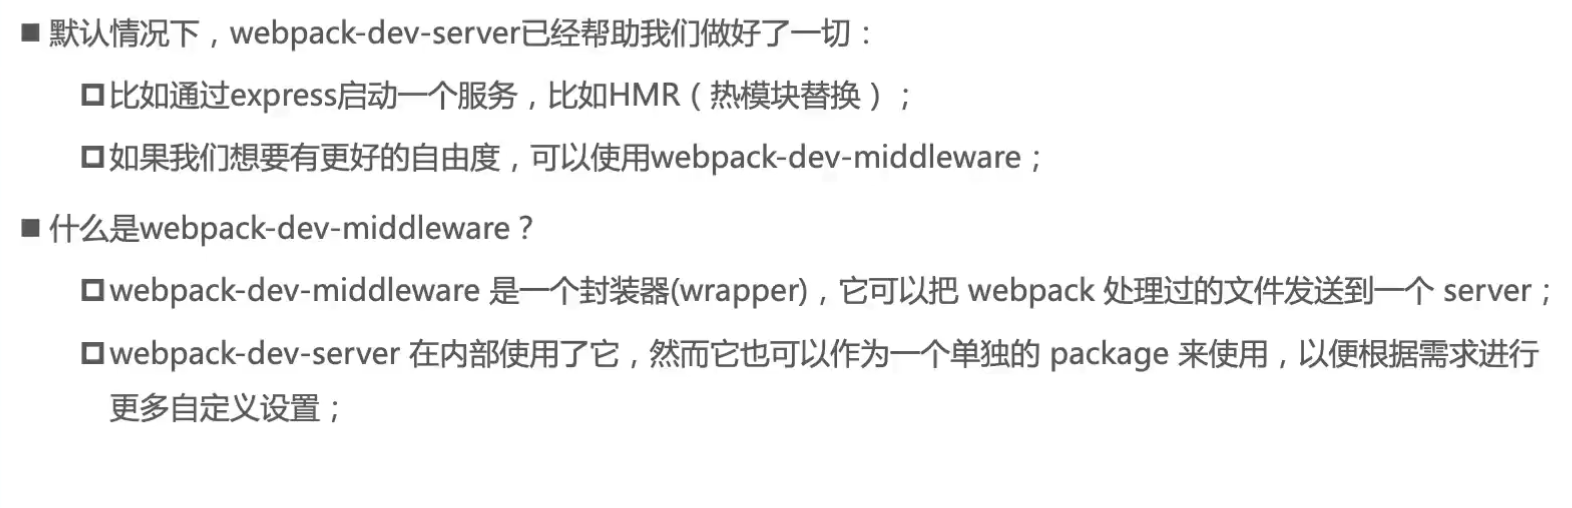 ■ 默认情况下，webpack-dev-server已经帮助我们做好了一切：
□ 比如通过express启动一个服务，比如HMR（热模块替换）；
□ 如果我们想要有更好的自由度，可以使用webpack-dev-middleware；
■ 什么是webpack-dev-middleware？
□ webpack-dev-middleware 是一个封装器(wrapper)，它可以把 webpack 处理过的文件发送到一个 server；
□ webpack-dev-server 在内部使用了它，然而它也可以作为一个单独的 package 来使用，以便根据需求进行
更多自定义设置；